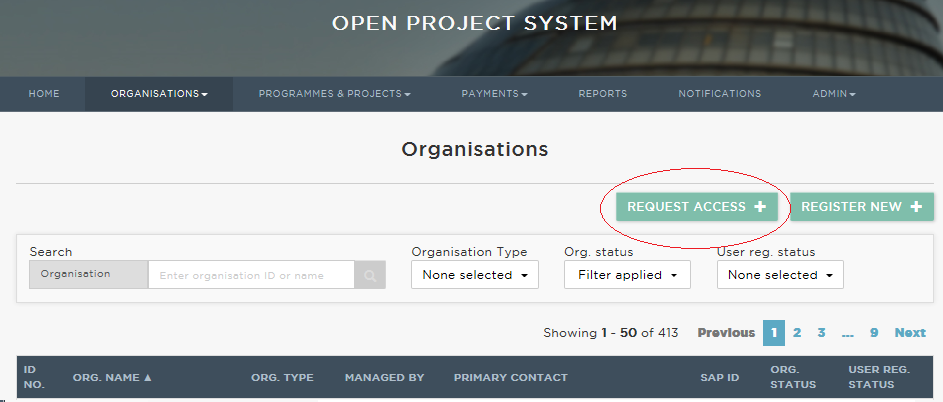 OPEN PROJECT SYSTEM
HOME ORGANISATIONS PROGRAMMES & PROJECTS PAYMENTS REPORTS NOTIFICATIONS ADMIN
Organisations
REQUEST ACCESS + REGISTER NEW +
Search Organisation Type Org. status User reg. status
Organisation Enter organisation ID or name None selected Filter applied None selected
Showing 1 - 50 of 413 Previous 1 2 3 ... 9 Next
ID NO. ORG. NAME ▲ ORG. TYPE MANAGED BY PRIMARY CONTACT SAP ID ORG. STATUS USER REG. STATUS